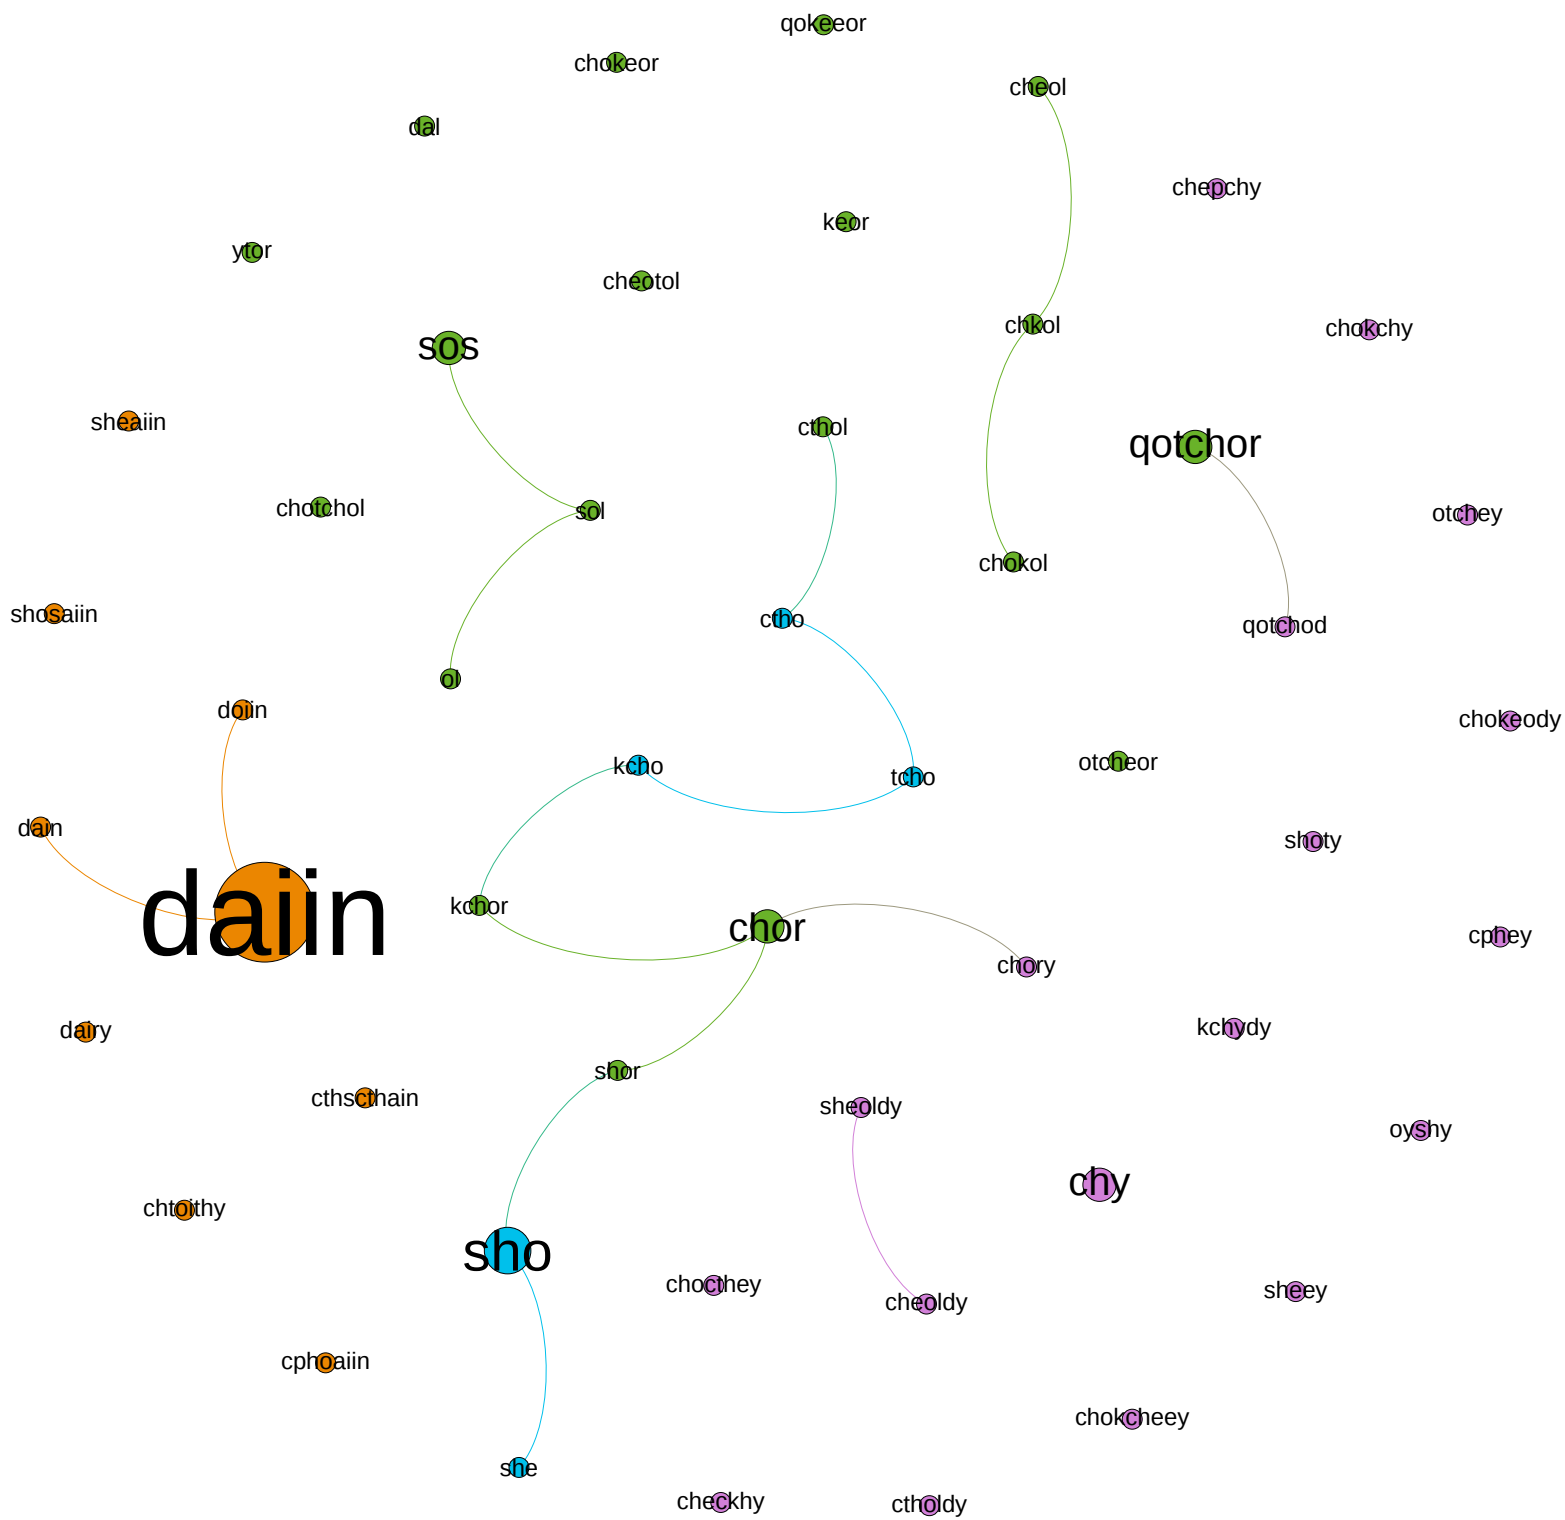 qokeeor
chokeor
cheol
dal
chepchy
keor
ytor
cheotol
chkol
chokchy
sos
sheaiin
cthol
qotchor
chotchol
sol
otchey
chokol
shosaiin
ctho
qotchod
ol
doiin
chokeody
otcheor
kcho
tcho
dain
shoty
kchor
daiin
chor
cphey
chory
kchydy
dairy
shor
cthscthain
sheoldy
oyshy
chy
chtoithy
sho
chocthey
sheey
cheoldy
cphoaiin
chokcheey
she
checkhy
ctholdy